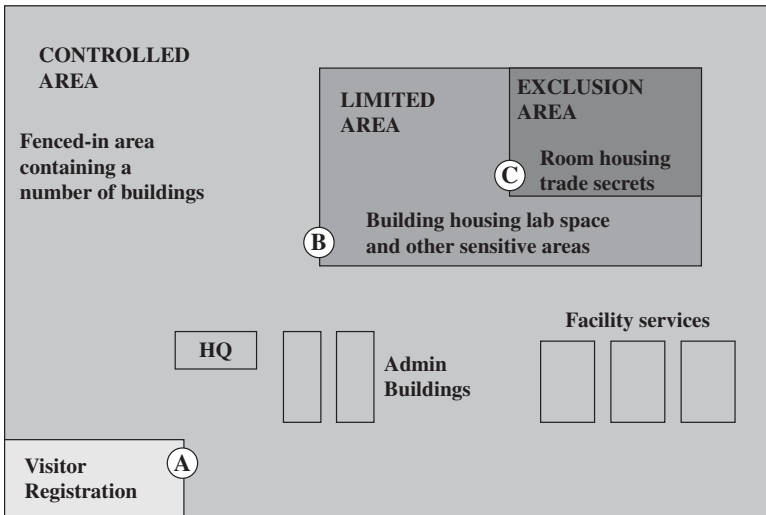 CONTROLLED
AREA
Fenced-in area
containing a
number of buildings
LIMITED
AREA
EXCLUSION
AREA
Room housing
trade secrets
C
Building housing lab space
and other sensitive areas
B
Facility services
HQ
Admin
Buildings
Visitor
Registration
A